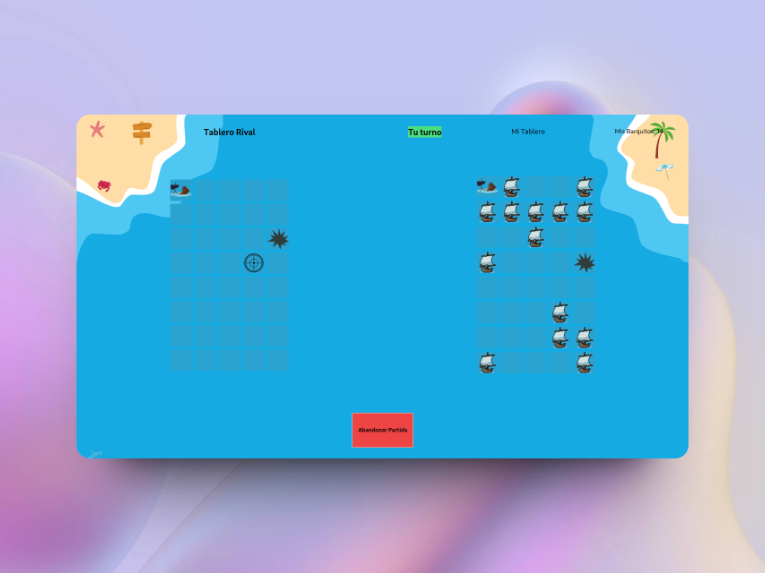 Tablero Rival
Tu turno
Mi Tablero
Mis Barquitos:
Abandonar Partida